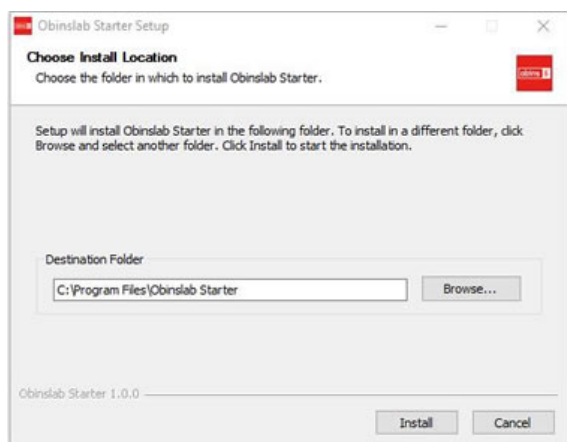 Obinslab Starter Setup
Choose Install Location
Choose the folder in which to install Obinslab Starter.
obins
Setup will install Obinslab Starter in the following folder. To install in a different folder, click
Browse and select another folder. Click Install to start the installation.
Destination Folder
C:\Program Files\Obinslab Starter
Browse...
Obinslab Starter 1.0.0
Install
Cancel